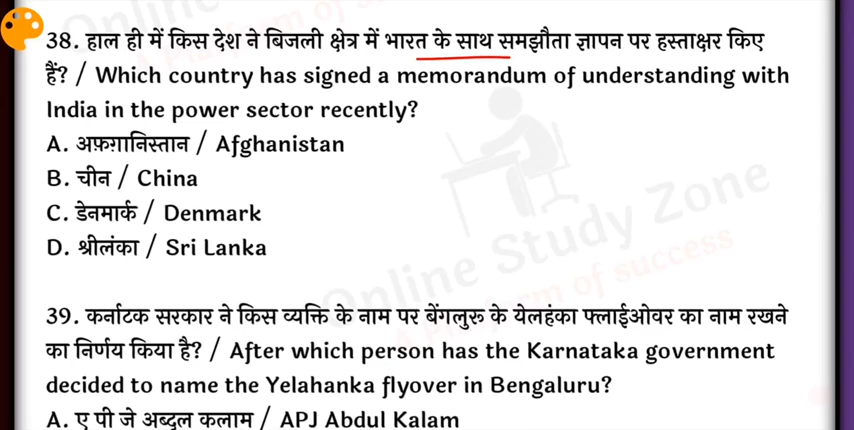 38. हाल ही में किस देश ने बिजली क्षेत्र में भारत के साथ समझौता ज्ञापन पर हस्ताक्षर किए
हैं? / Which country has signed a memorandum of understanding with
India in the power sector recently?
A. अफ़ग़ानिस्तान / Afghanistan
B. चीन / China
C. डेनमार्क / Denmark
D. श्रीलंका / Sri Lanka
Online Study Zone
A Platform of success
39. कर्नाटक सरकार ने किस व्यक्ति के नाम पर बेंगलुरु के येलहंका फ्लाईओवर का नाम रखने
का निर्णय किया है? / After which person has the Karnataka government
decided to name the Yelahanka flyover in Bengaluru?
A. ए पी जे अब्दुल कलाम / APJ Abdul Kalam